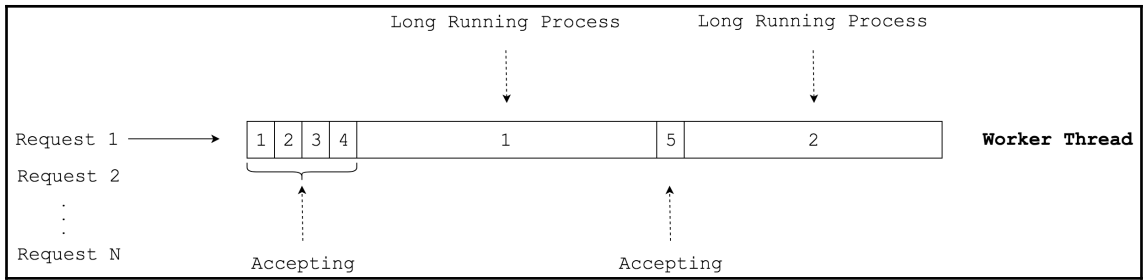 Long Running Process Long Running Process
Request 1 1 2 3 4 1 5 2 Worker Thread
Request 2
.
.
.
Request N
Accepting Accepting